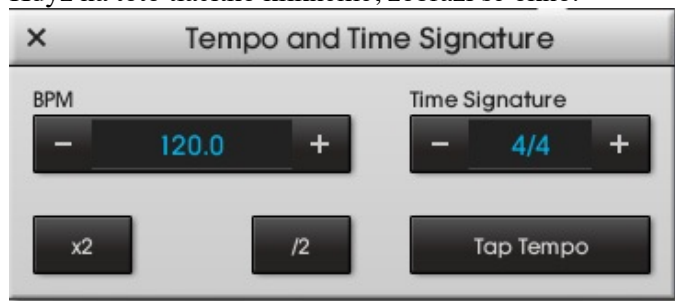 × Tempo and Time Signature
BPM Time Signature
− 120.0 + − 4/4 +
x2 /2 Tap Tempo